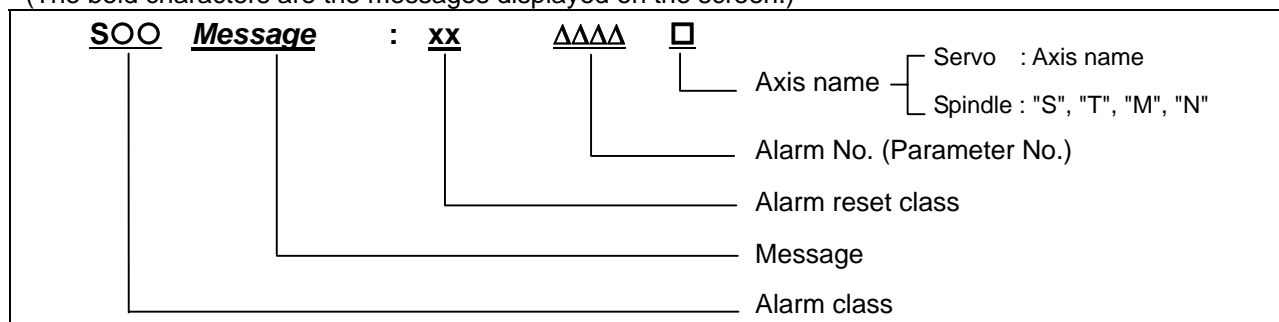 (The bold characters are the messages displayed on the screen.)
S○○ Message : xx ΔΔΔΔ □
Axis name
Servo : Axis name
Spindle : "S", "T", "M", "N"
Alarm No. (Parameter No.)
Alarm reset class
Message
Alarm class